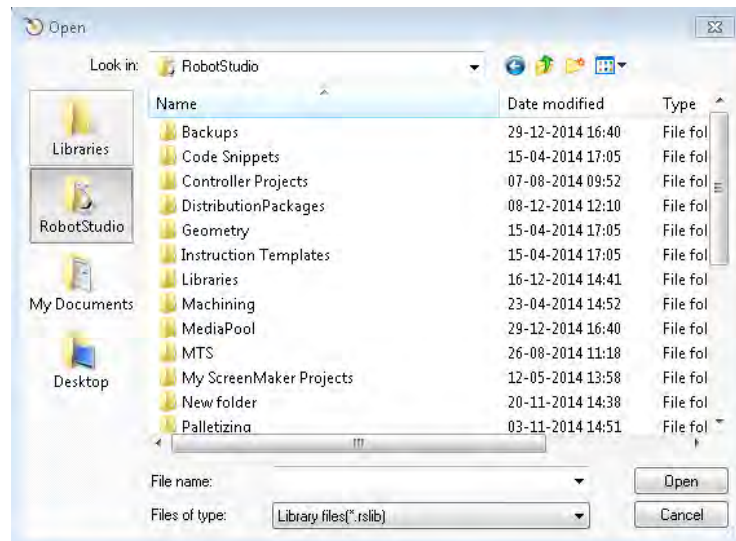 Open
Look in: RobotStudio
Name Date modified Type
Backups 29-12-2014 16:40 File fol
Code Snippets 15-04-2014 17:05 File fol
Controller Projects 07-08-2014 09:52 File fol
DistributionPackages 08-12-2014 12:10 File fol
Geometry 15-04-2014 17:05 File fol
Instruction Templates 15-04-2014 17:05 File fol
Libraries 16-12-2014 14:41 File fol
Machining 23-04-2014 14:52 File fol
MediaPool 29-12-2014 16:40 File fol
MTS 26-08-2014 11:18 File fol
My ScreenMaker Projects 12-05-2014 13:58 File fol
New folder 20-11-2014 14:38 File fol
Palletizing 03-11-2014 14:51 File fol
Libraries
RobotStudio
My Documents
Desktop
File name: Open
Files of type: Library files(*.rslib) Cancel